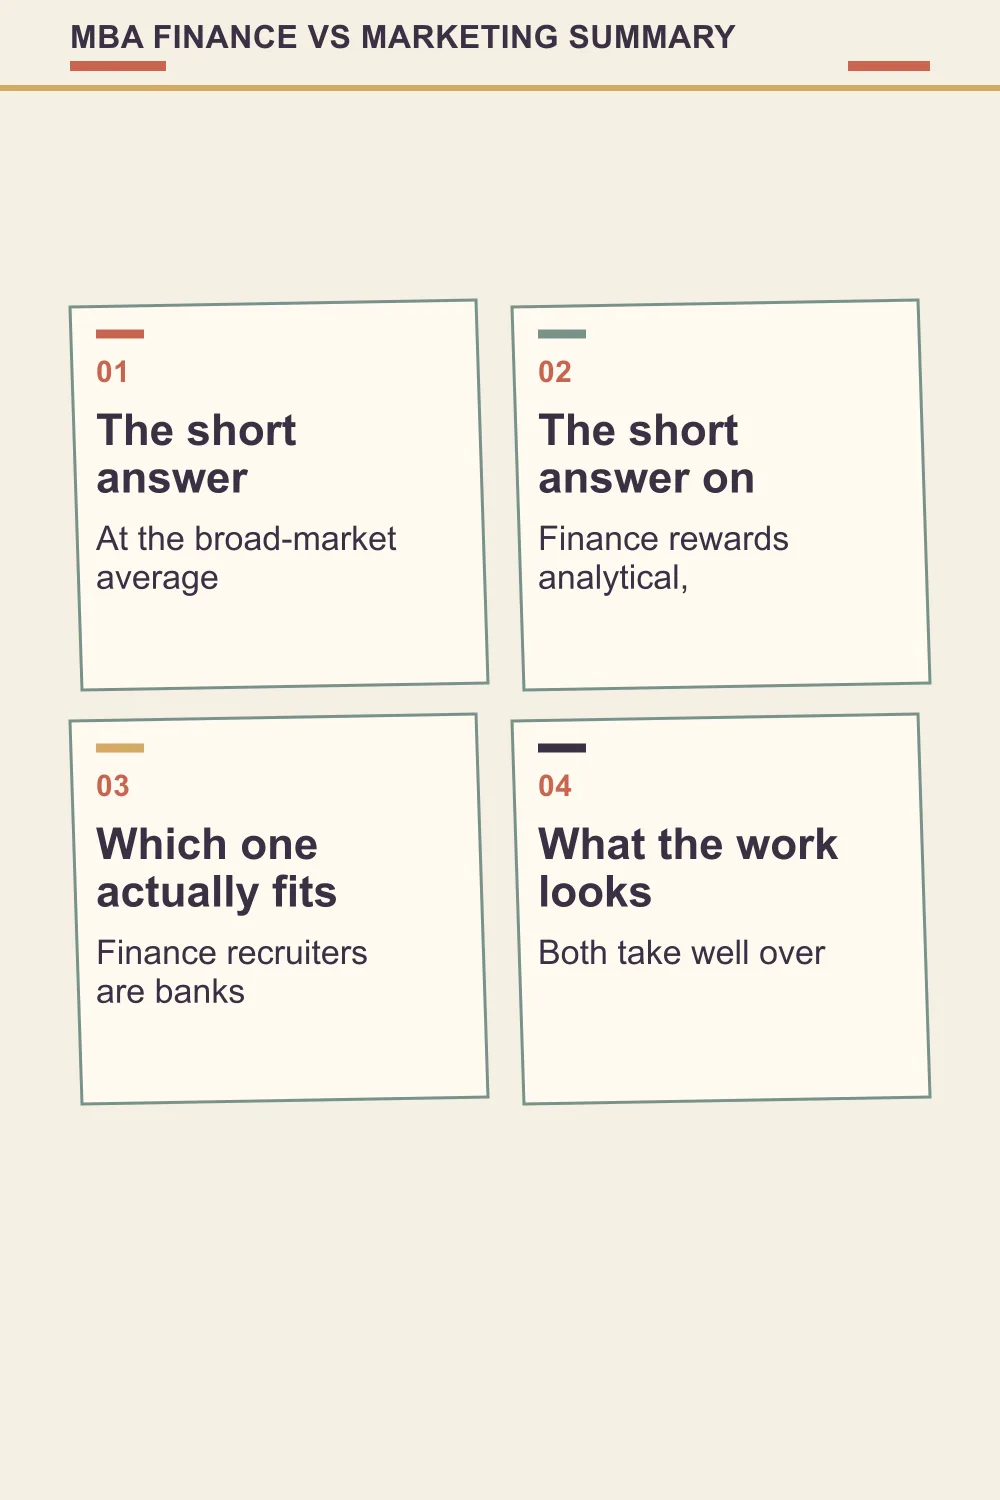 MBA FINANCE VS MARKETING SUMMARY
01
The short
answer
At the broad-market
average
02
The short
answer on
Finance rewards
analytical,
03
Which one
actually fits
Finance recruiters
are banks
04
What the work
looks
Both take well over